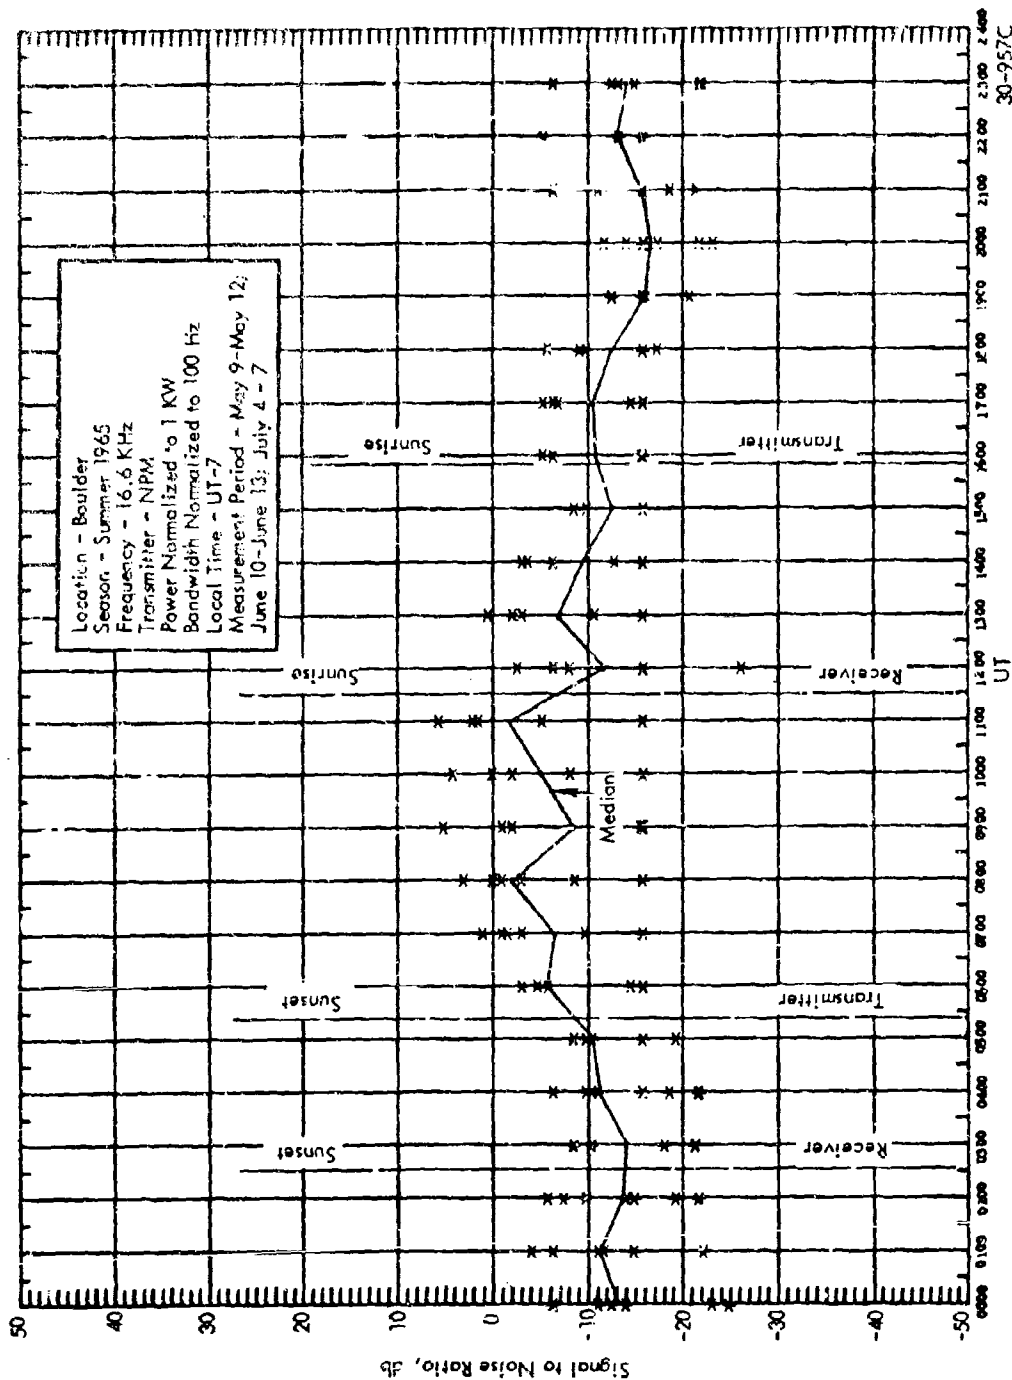 Location - Boulder
Season - Summer 1965
Frequency - 16.6 KHz
Transmitter - NPM
Power Normalized to 1 KW
Bandwidth Normalized to 100 Hz
Local Time - UT-7
Measurement Period - May 9-May 12;
June 10-June 13; July 4 - 7
Signal to Noise Ratio, db
50
40
30
20
10
0
-10
-20
-30
-40
-50
Sunset
Sunset
Sunrise
Sunrise
Median
Receiver
Transmitter
Receiver
Transmitter
0000 0100 0200 0300 0400 0500 0600 0700 0800 0900 1000 1100 1200 1300 1400 1500 1600 1700 1800 1900 2000 2100 2200 2300 2400
UT
30-957C